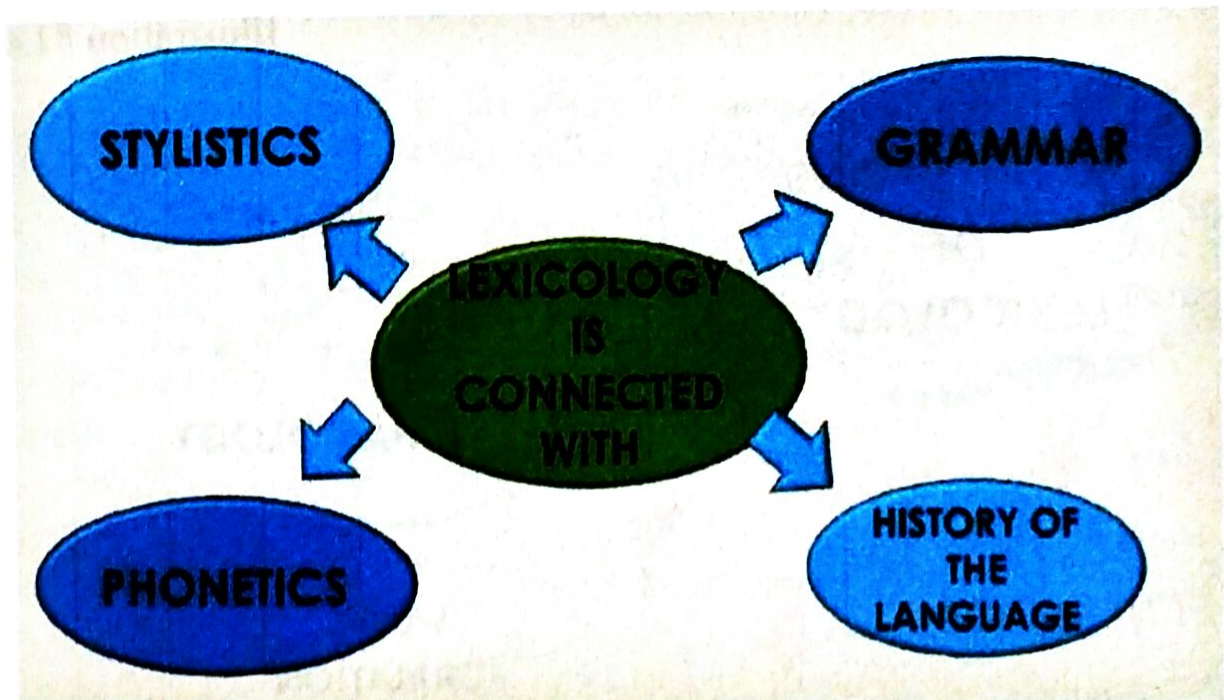 STYLISTICS
GRAMMAR
LEXICOLOGY
IS
CONNECTED
WITH
PHONETICS
HISTORY OF
THE
LANGUAGE